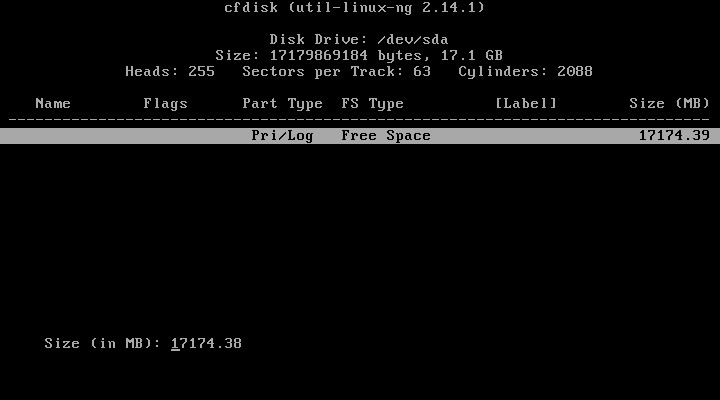 cfdisk (util-linux-ng 2.14.1)
Disk Drive: /dev/sda
Size: 17179869184 bytes, 17.1 GB
Heads: 255   Sectors per Track: 63   Cylinders: 2088
Name   Flags   Part Type   FS Type   [Label]   Size (MB)
Pri/Log   Free Space   17174.39
Size (in MB): 17174.38